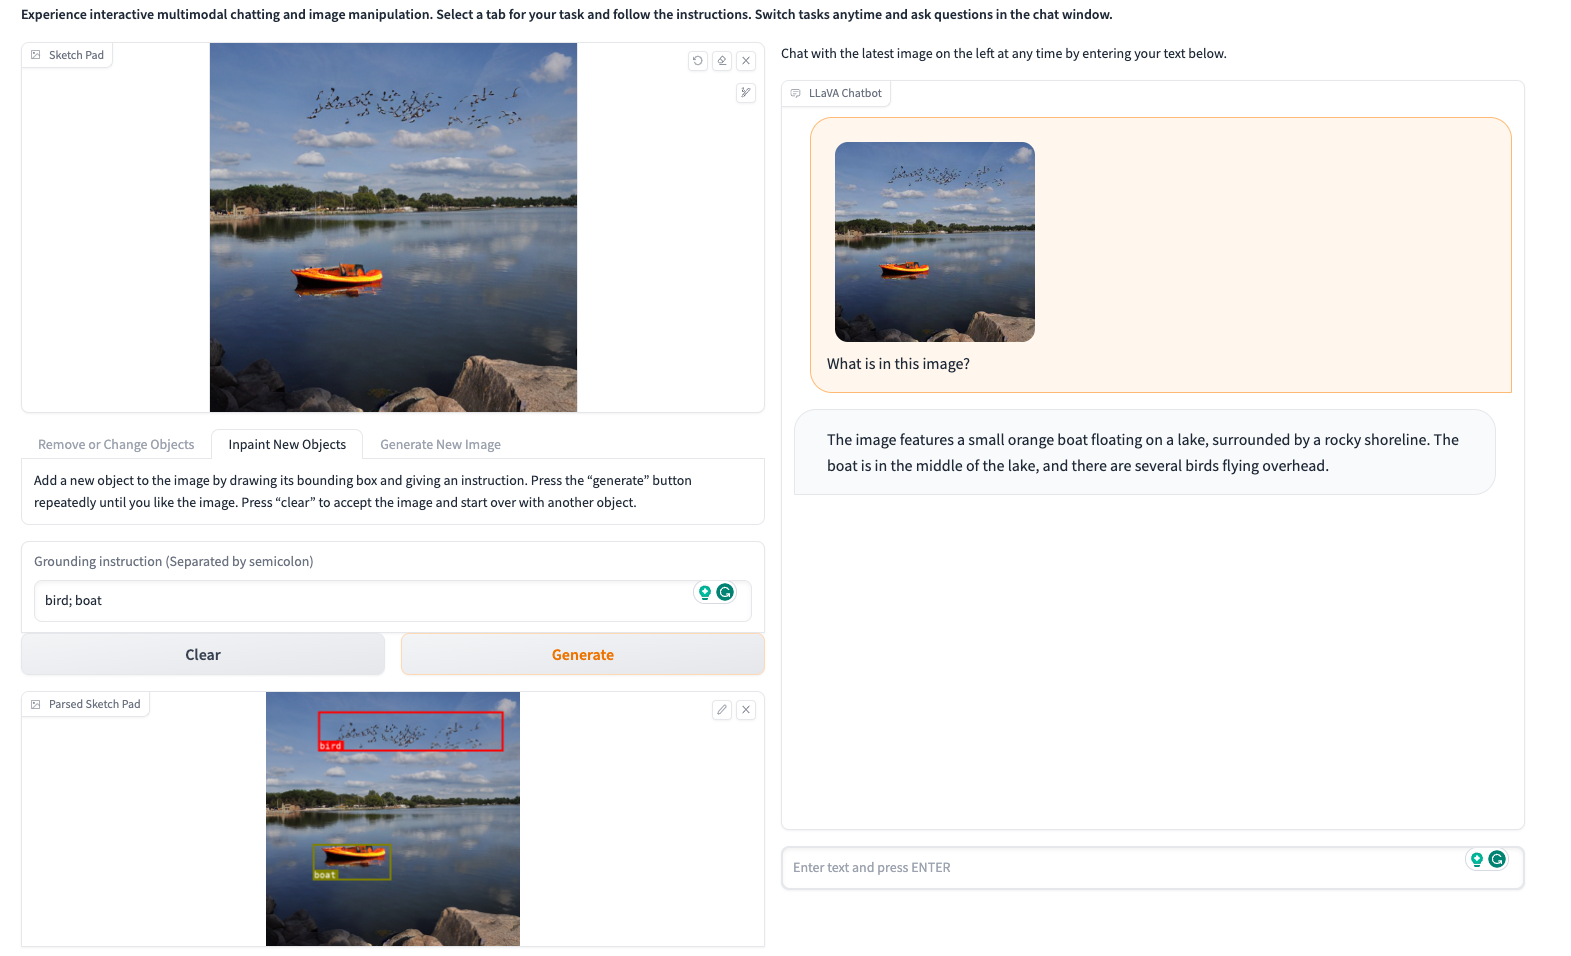 Experience interactive multimodal chatting and image manipulation. Select a tab for your task and follow the instructions. Switch tasks anytime and ask questions in the chat window.
Sketch Pad
Remove or Change Objects
Inpaint New Objects
Generate New Image
Add a new object to the image by drawing its bounding box and giving an instruction. Press the “generate” button
repeatedly until you like the image. Press “clear” to accept the image and start over with another object.
Grounding instruction (Separated by semicolon)
bird; boat
Clear
Generate
Parsed Sketch Pad
bird
boat
Chat with the latest image on the left at any time by entering your text below.
LLaVA Chatbot
What is in this image?
The image features a small orange boat floating on a lake, surrounded by a rocky shoreline. The
boat is in the middle of the lake, and there are several birds flying overhead.
Enter text and press ENTER